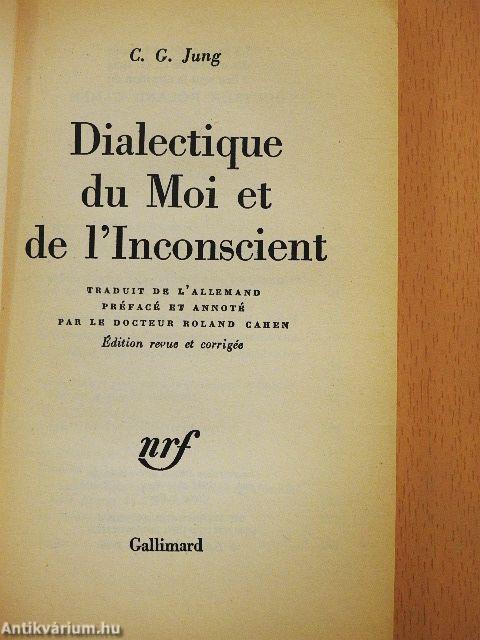 C. G. Jung
Dialectique
du Moi et
de l'Inconscient
TRADUIT DE L'ALLEMAND
PRÉFACÉ ET ANNOTÉ
PAR LE DOCTEUR ROLAND CAHEN
Édition revue et corrigée
nrf
Gallimard
Antikvárium.hu